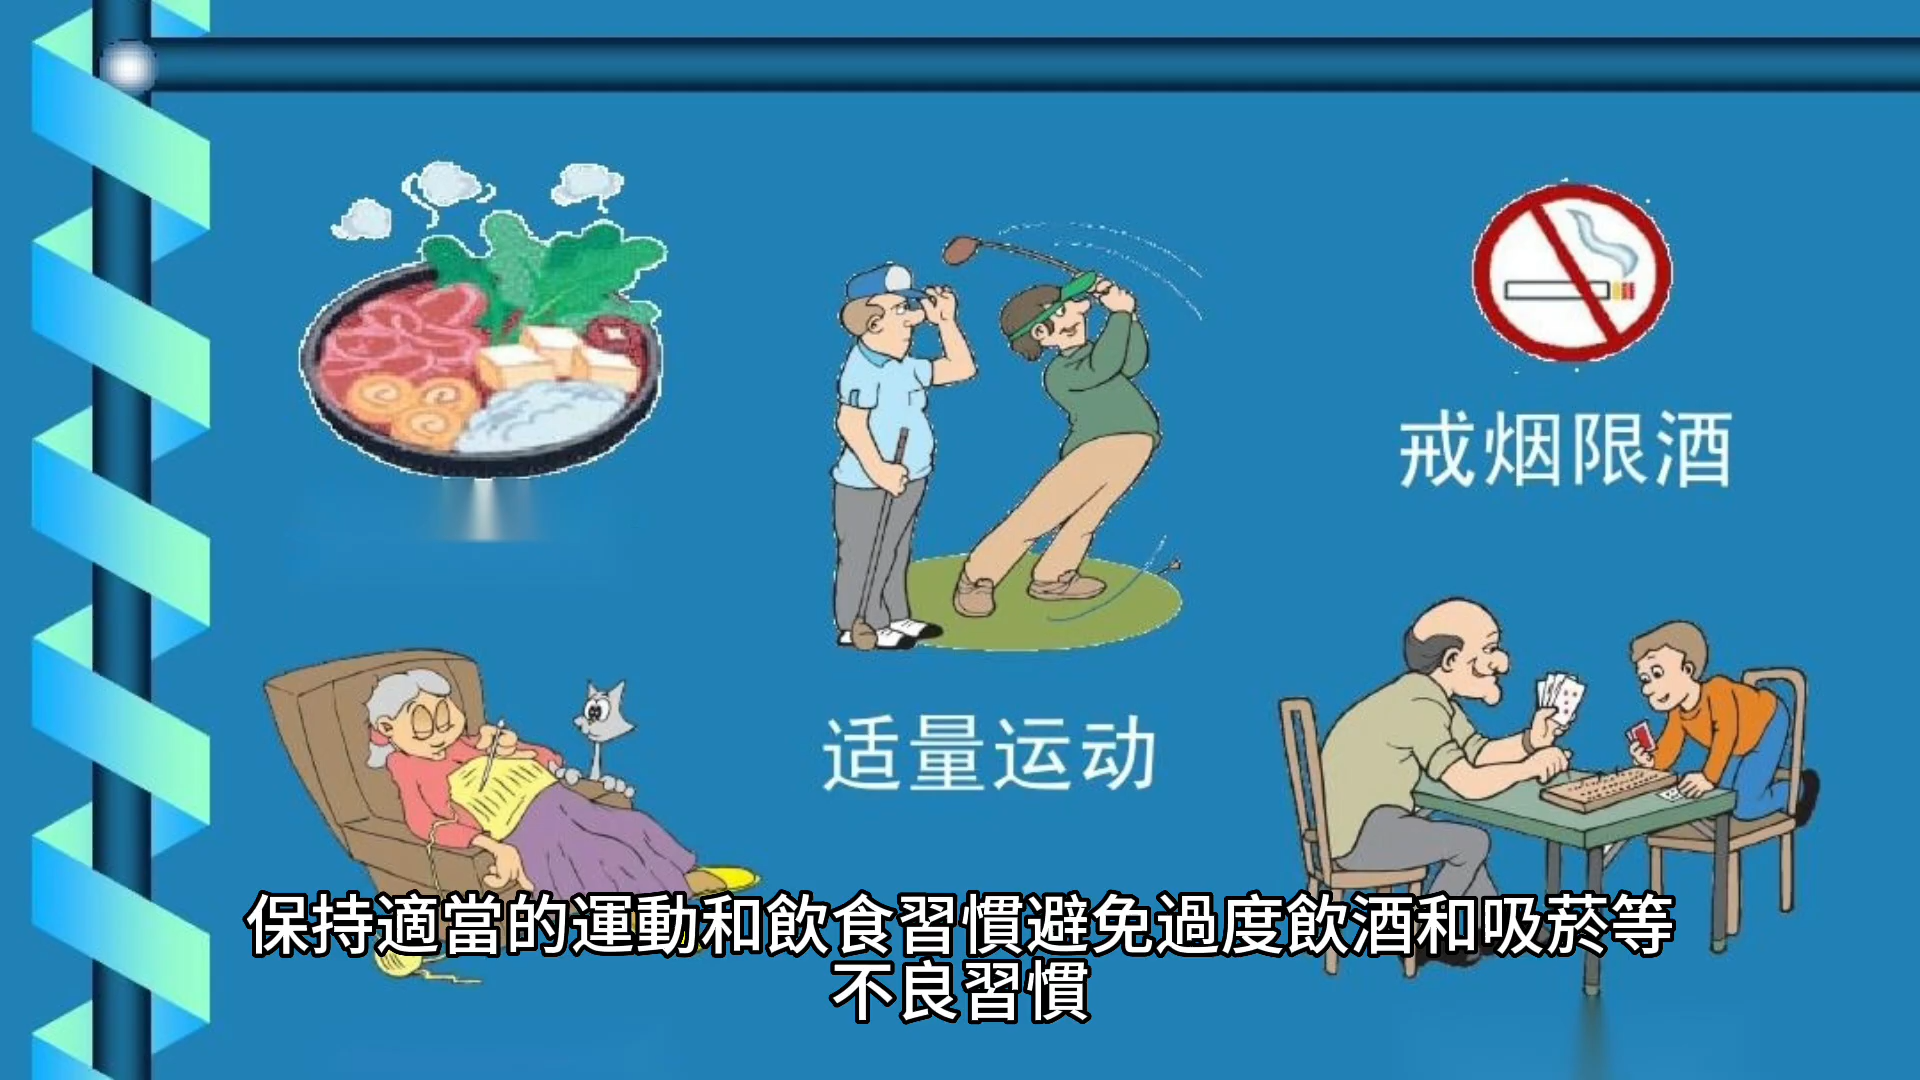 戒烟限酒
适量运动
保持適當的運動和飲食習慣避免過度飲酒和吸菸等
不良習慣